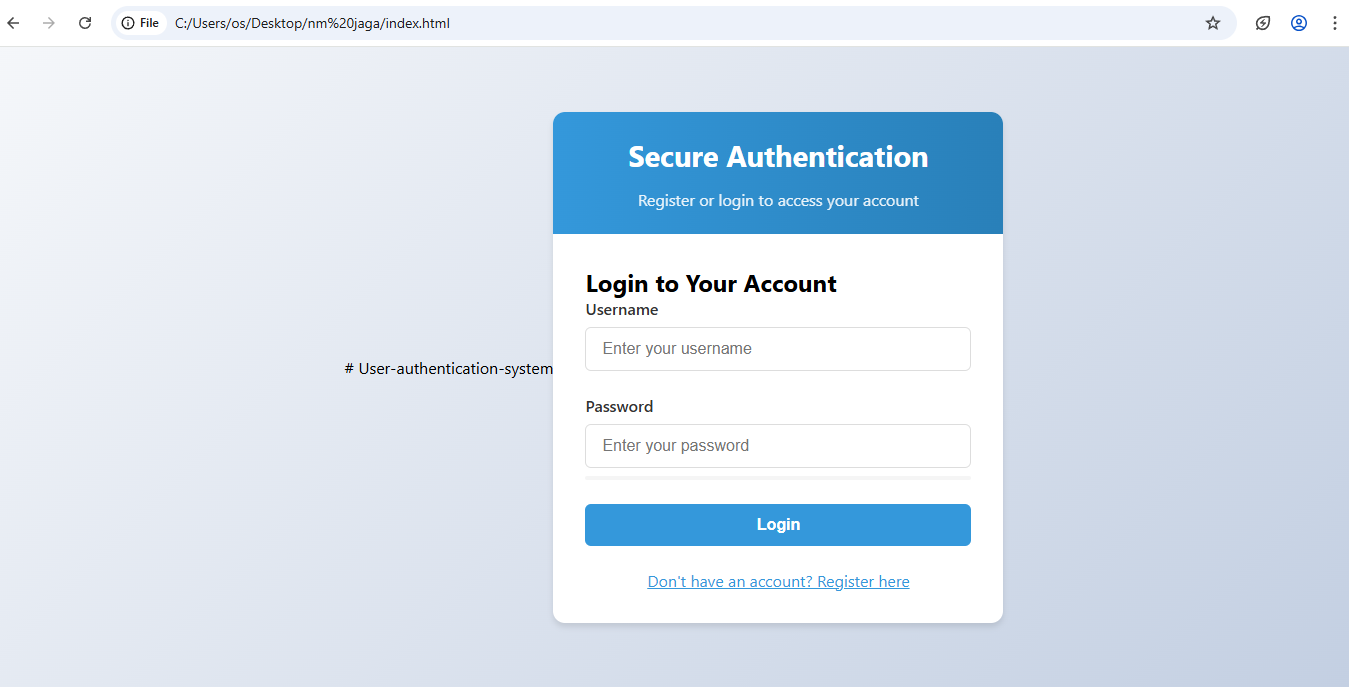 File C:/Users/os/Desktop/nm%20jaga/index.html
Secure Authentication
Register or login to access your account
Login to Your Account
Username
Enter your username
# User-authentication-system
Password
Enter your password
Login
Don't have an account? Register here